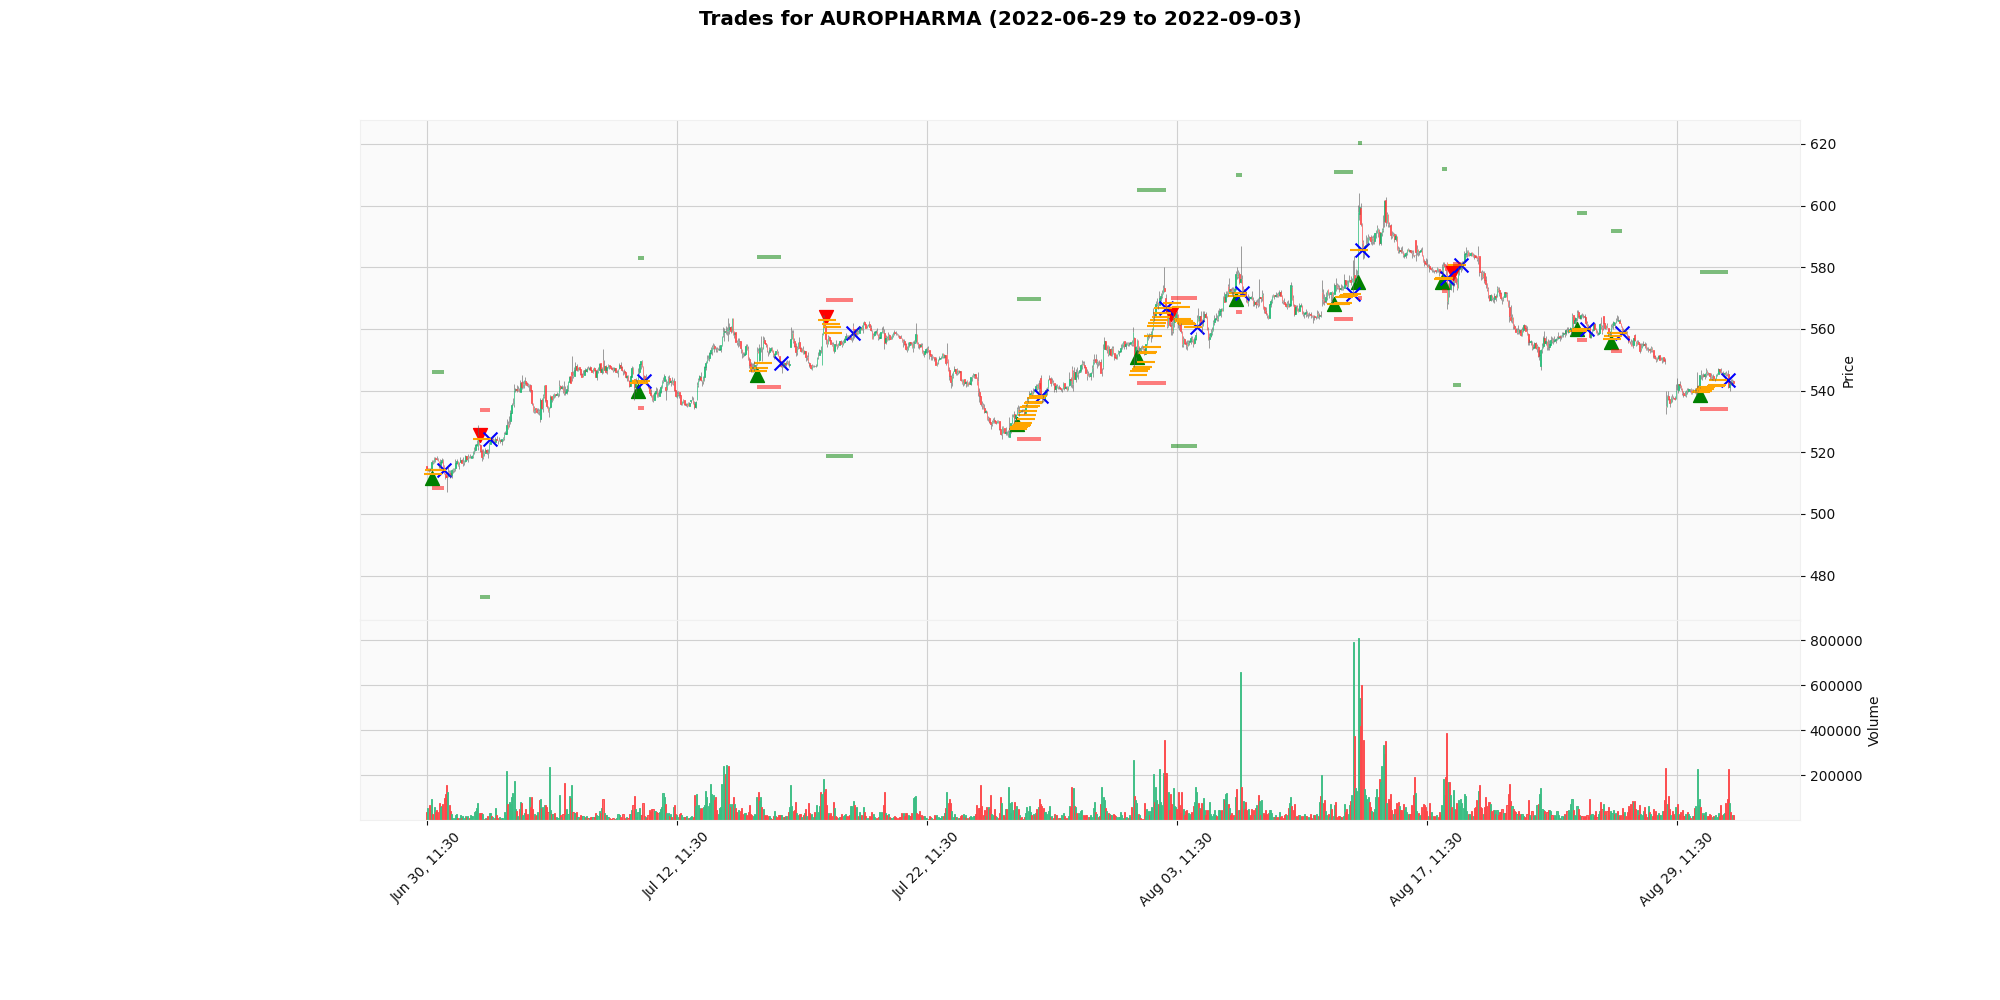 Trades for AUROPHARMA (2022-06-29 to 2022-09-03)
620
600
580
560
540
520
500
480
Price
800000
600000
400000
200000
Volume
Jun 30, 11:30
Jul 12, 11:30
Jul 22, 11:30
Aug 03, 11:30
Aug 17, 11:30
Aug 29, 11:30